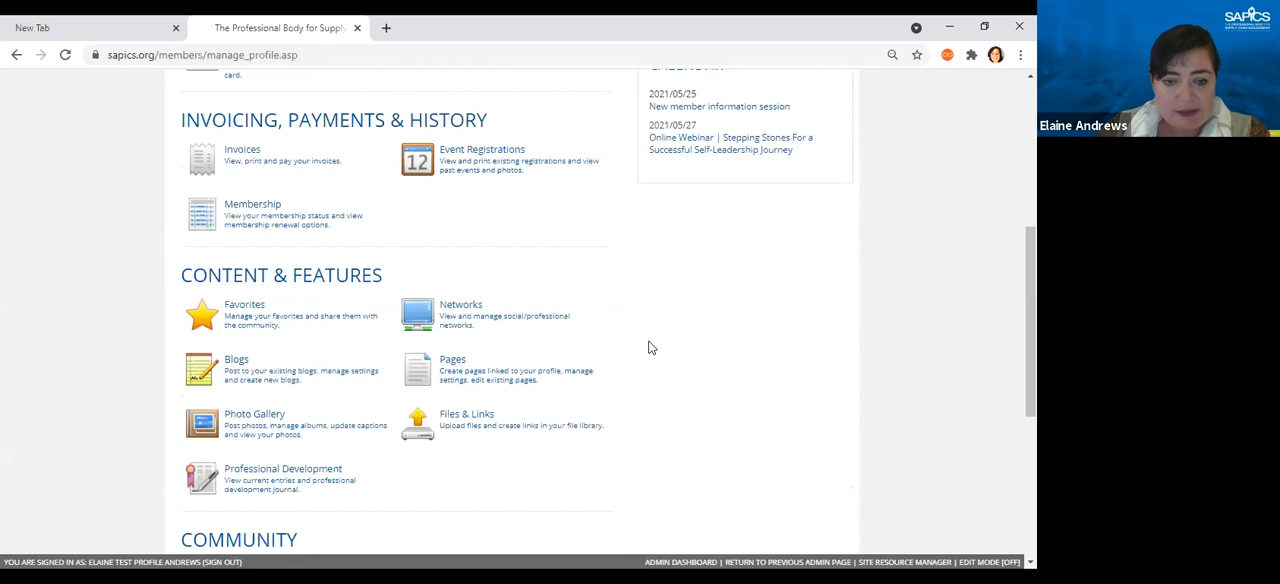 New Tab
The Professional Body for Supply
sapics.org/members/manage_profile.asp
SAPICS
Elaine Andrews
card.
CALENDAR
2021/05/25
New member information session
2021/05/27
Online Webinar | Stepping Stones For a
Successful Self-Leadership Journey
INVOICING, PAYMENTS & HISTORY
Invoices
View, print and pay your invoices.
12
Event Registrations
View and print existing registrations and view
past events and photos.
Membership
View your membership status and view
membership renewal options.
CONTENT & FEATURES
Favorites
Manage your favorites and share them with
the community.
Networks
View and manage social/professional
networks.
Blogs
Post to your existing blogs, manage settings
and create new blogs.
Pages
Create pages linked to your profile, manage
settings, edit existing pages.
Photo Gallery
Post photos, manage albums, update captions
and view your photos.
Files & Links
Upload files and create links in your file library.
Professional Development
View current entries and professional
development journal.
COMMUNITY
YOU ARE SIGNED IN AS: ELAINE TEST PROFILE ANDREWS (SIGN OUT)
ADMIN DASHBOARD | RETURN TO PREVIOUS ADMIN PAGE | SITE RESOURCE MANAGER | EDIT MODE [OFF]